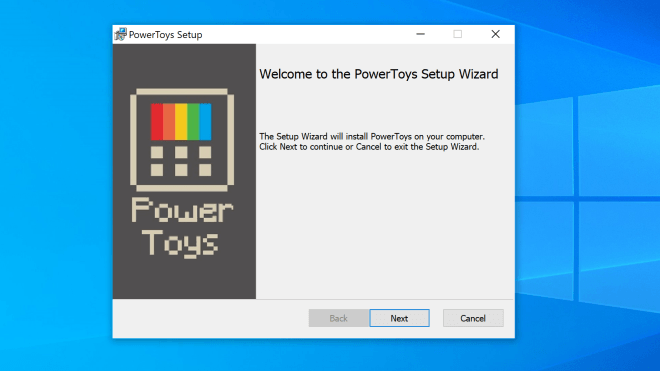 PowerToys Setup
Welcome to the PowerToys Setup Wizard
The Setup Wizard will install PowerToys on your computer.
Click Next to continue or Cancel to exit the Setup Wizard.
Power
Toys
Back
Next
Cancel